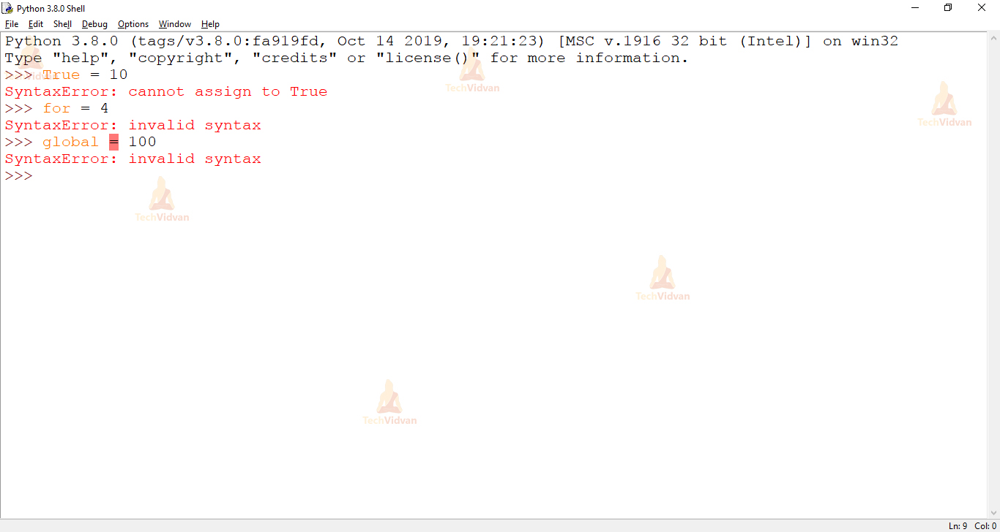 Python 3.8.0 Shell
File Edit Shell Debug Options Window Help
Python 3.8.0 (tags/v3.8.0:fa919fd, Oct 14 2019, 19:21:23) [MSC v.1916 32 bit (Intel)] on win32
Type "help", "copyright", "credits" or "license()" for more information.
>>> True = 10
SyntaxError: cannot assign to True
>>> for = 4
SyntaxError: invalid syntax
>>> global = 100
SyntaxError: invalid syntax
>>>
TechVidvan
TechVidvan
TechVidvan
TechVidvan
TechVidvan
Ln: 9 Col: 0